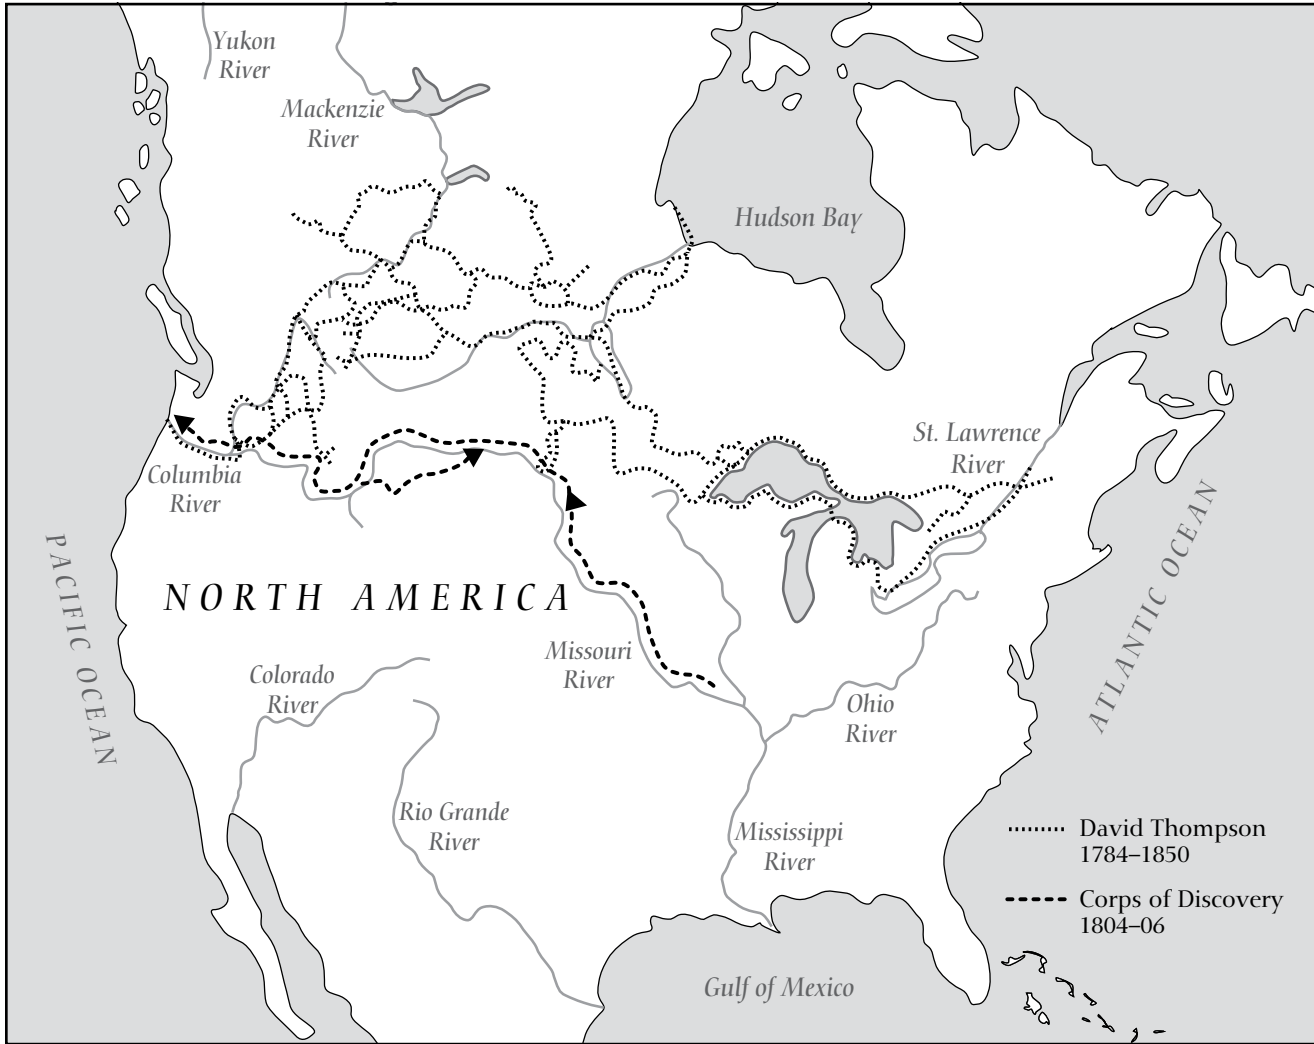 Yukon
River
Mackenzie
River
Hudson Bay
St. Lawrence
River
Columbia
River
PACIFIC OCEAN
NORTH AMERICA
ATLANTIC OCEAN
Missouri
River
Colorado
River
Ohio
River
Rio Grande
River
Mississippi
River
David Thompson
1784–1850
Corps of Discovery
1804–06
Gulf of Mexico